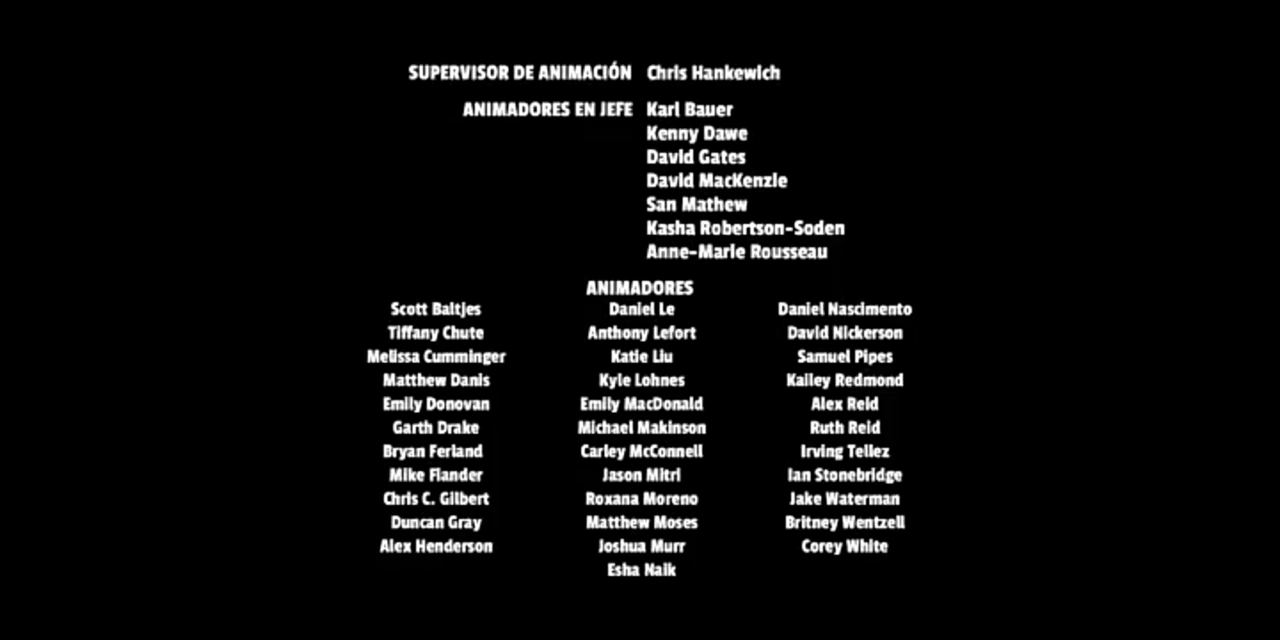 SUPERVISOR DE ANIMACIÓN Chris Hankewich
ANIMADORES EN JEFE Karl Bauer
Kenny Dawe
David Gates
David MacKenzie
San Mathew
Kasha Robertson-Soden
Anne-Marie Rousseau
ANIMADORES
Scott Baltjes Daniel Le Daniel Nascimento
Tiffany Chute Anthony Lefort David Nickerson
Melissa Cumminger Katie Liu Samuel Pipes
Matthew Danis Kyle Lohnes Kailey Redmond
Emily Donovan Emily MacDonald Alex Reid
Garth Drake Michael Makinson Ruth Reid
Bryan Ferland Carley McConnell Irving Tellez
Mike Flander Jason Mitri Ian Stonebridge
Chris C. Gilbert Roxana Moreno Jake Waterman
Duncan Gray Matthew Moses Britney Wentzell
Alex Henderson Joshua Murr Corey White
Esha Naik